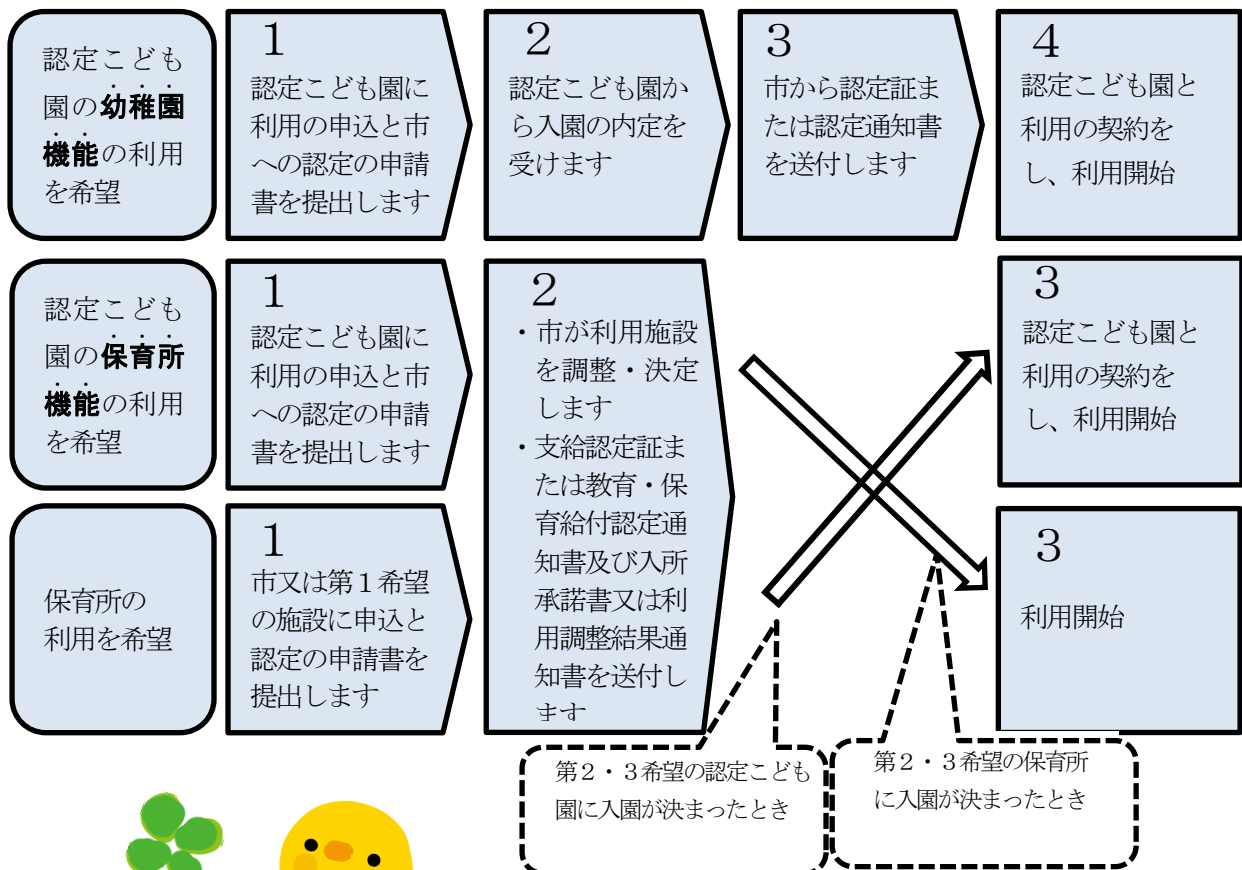 認定こども
園の幼稚園
機能の利用
を希望
1
認定こども園に
利用の申込と市
への認定の申請
書を提出します
2
認定こども園か
ら入園の内定を
受けます
3
市から認定証ま
たは認定通知書
を送付します
4
認定こども園と
利用の契約を
し、利用開始
認定こども
園の保育所
機能の利用
を希望
1
認定こども園に
利用の申込と市
への認定の申請
書を提出します
2
・市が利用施設
を調整・決定
します
・支給認定証ま
たは教育・保
育給付認定通
知書及び入所
承諾書又は利
用調整結果通
知書を送付し
ます
3
認定こども園と
利用の契約を
し、利用開始
保育所の
利用を希望
1
市又は第1希望
の施設に申込と
認定の申請書を
提出します
3
利用開始
第2・3希望の認定こども
園に入園が決まったとき
第2・3希望の保育所
に入園が決まったとき